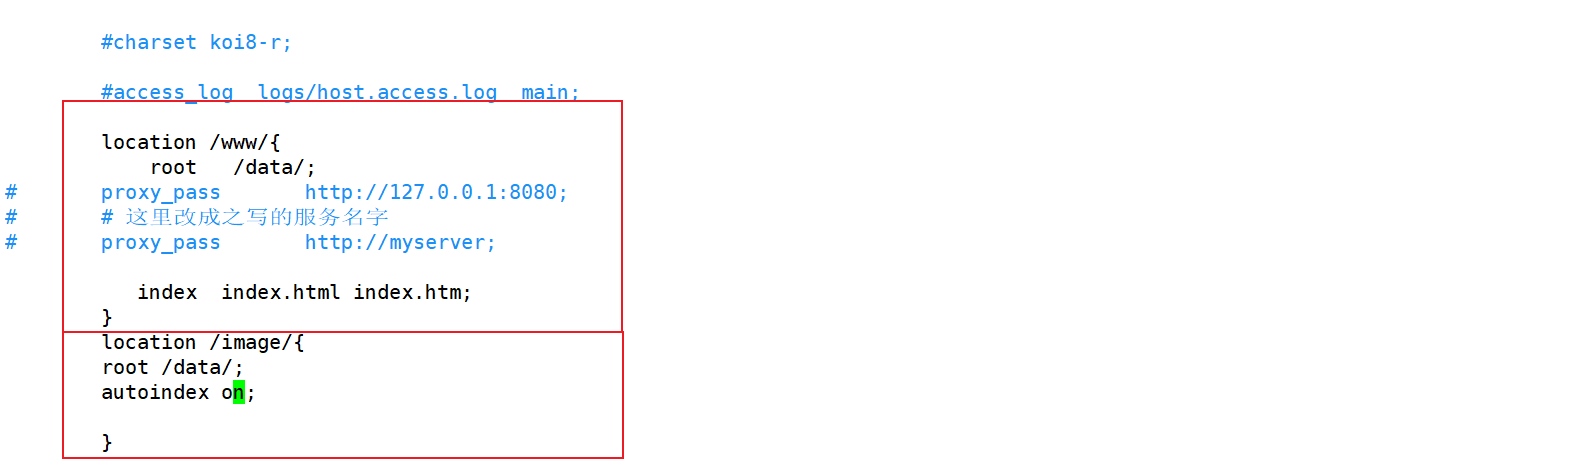 #charset koi8-r;
#access_log  logs/host.access.log  main;
location /www/{
root   /data/;
#       proxy_pass       http://127.0.0.1:8080;
#       # 这里改成之写的服务名字
#       proxy_pass       http://myserver;
index  index.html index.htm;
}
location /image/{
root /data/;
autoindex on;
}